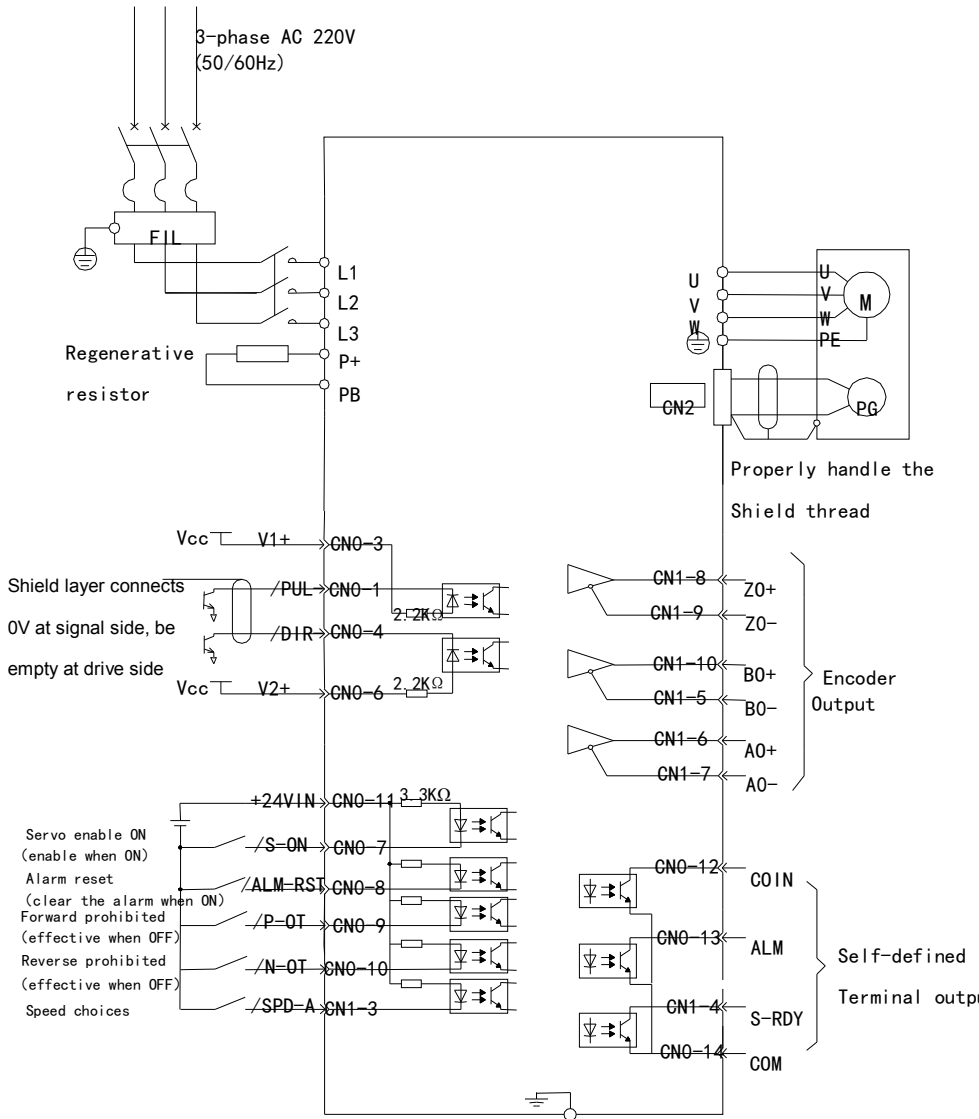 3-phase AC 220V
(50/60Hz)
FIL
L1
L2
L3
Regenerative
resistor
P+
PB
U
V
W
U
V
W
PE
M
CN2
PG
Properly handle the
Shield thread
Vcc
V1+
CN0-3
Shield layer connects
0V at signal side, be
empty at drive side
/PUL-
CN0-1
2.2KΩ
/DIR-
CN0-4
Vcc
V2+
CN0-6
2.2KΩ
CN1-8
ZO+
CN1-9
ZO-
CN1-10
BO+
CN1-5
BO-
CN1-6
AO+
CN1-7
AO-
Encoder
Output
+24VIN
CN0-11
3.3KΩ
Servo enable ON
(enable when ON)
/S-ON
CN0-7
Alarm reset
(clear the alarm when ON)
/ALM-RST
CN0-8
Forward prohibited
(effective when OFF)
/P-OT
CN0-9
Reverse prohibited
(effective when OFF)
/N-OT
CN0-10
Speed choices
/SPD-A
CN1-3
CN0-12
COIN
CN0-13
ALM
CN1-4
S-RDY
CN0-14
COM
Self-defined
Terminal outpu